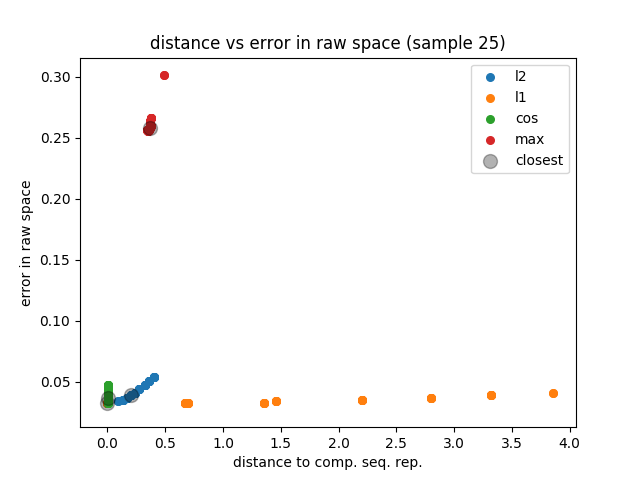 distance vs error in raw space (sample 25)
l2
l1
cos
max
closest
0.30
0.25
0.20
0.15
0.10
0.05
error in raw space
0.0 0.5 1.0 1.5 2.0 2.5 3.0 3.5 4.0
distance to comp. seq. rep.